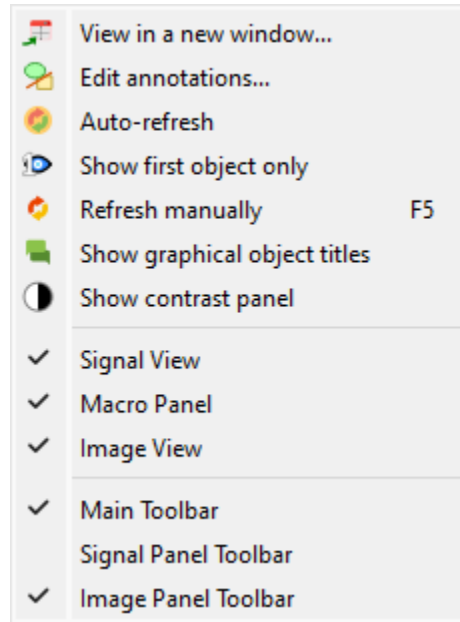 View in a new window...
Edit annotations...
Auto-refresh
Show first object only
Refresh manually F5
Show graphical object titles
Show contrast panel
Signal View
Macro Panel
Image View
Main Toolbar
Signal Panel Toolbar
Image Panel Toolbar